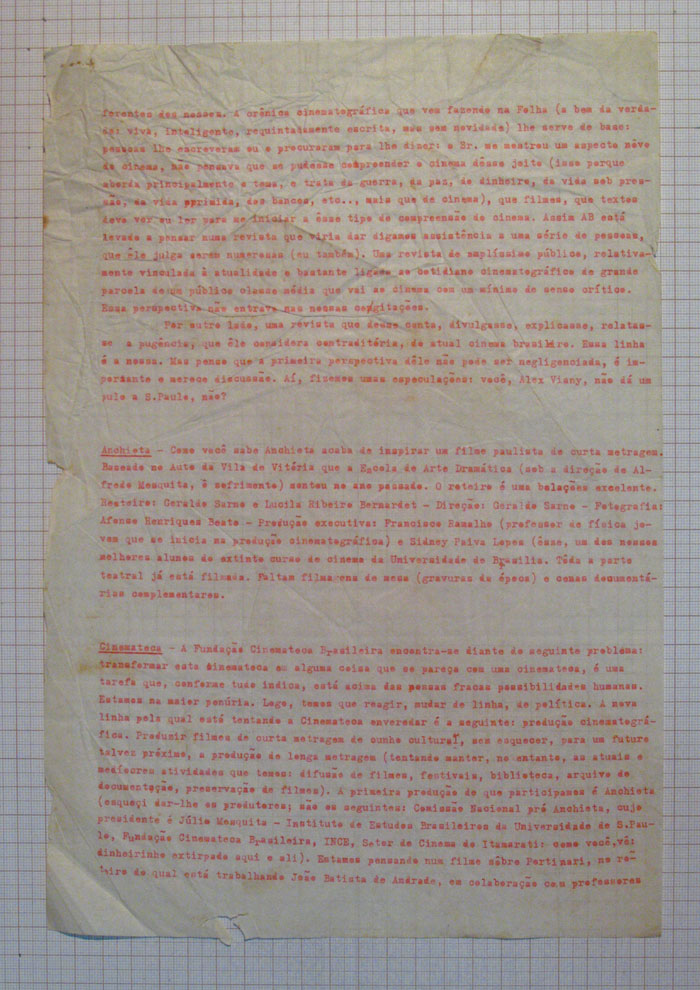 ferentes dos nossos. A crônica cinematográfica que vem fazendo na Folha (a bem da verda-
de: viva, inteligente, requintadamente escrita, mas sem novidade) lhe serve de base:
pessoas lhe escreveram ou o procuraram para lhe dizer: o Sr. me mostrou um aspecto nôvo
do cinema, não pensava que se pudesse compreender o cinema dêsse jeito (isso porque
aborda principalmente o tema, e trata da guerra, da paz, do dinheiro, da vida sob pres-
são, da vida oprimida, dos bancos, etc.., mais que do cinema), que filmes, que textos
devo ver ou ler para me iniciar a êsse tipo de compreensão do cinema. Assim AB está
levado a pensar numa revista que viria dar digamos assistência a uma série de pessoas,
que êle julga serem numerosas (eu também). Uma revista de amplíssimo público, relativa-
mente vinculada à atualidade e bastante ligada ao cotidiano cinematográfico de grande
parcela de um público classe média que vai ao cinema com um mínimo de senso crítico.
Essa perspectiva não entrava nas nossas cogitações.
Por outro lado, uma revista que desse conta, divulgasse, explicasse, relatas-
se a pugência, que êle considera contraditória, do atual cinema brasileiro. Essa linha
é a nossa. Mas penso que a primeira perspectiva dêle não pode ser negligenciada, é im-
portante e merece discussão. Aí, fizemos umas especulações: você, Alex Viany, não dá um
pulo a S.Paulo, não?
Anchieta - Como você sabe Anchieta acaba de inspirar um filme paulista de curta metragem.
Baseado no Auto da Vila de Vitória que a Escola de Arte Dramática (sob a direção de Al-
fredo Mesquita, ô sofrimento) montou no ano passado. O roteiro é uma balações excelente.
Roteiro: Geraldo Sarno e Lucila Ribeiro Bernardet - Direção: Geraldo Sarno - Fotografia:
Afonso Henriques Beato - Produção executiva: Francisco Ramalho (professor de física jo-
vem que se inicia na produção cinematográfica) e Sidney Paiva Lopes (êsse, um dos nossos
melhores alunos do extinto curso de cinema da Universidade de Brasília. Tôda a parte
teatral já está filmada. Faltam filmagens de mesa (gravuras da época) e cenas documentá-
rias complementares.
Cinemateca - A Fundação Cinemateca Brasileira encontra-se diante do seguinte problema:
transformar esta Cinemateca em alguma coisa que se pareça com uma cinemateca, é uma
tarefa que, conforme tudo indica, está acima das nossas fracas possibilidades humanas.
Estamos na maior penúria. Logo, temos que reagir, mudar de linha, de política. A nova
linha pela qual está tentando a Cinemateca enveredar é a seguinte: produção cinematográ-
fica. Produzir filmes de curta metragem de cunho cultural, sem esquecer, para um futuro
talvez próximo, a produção de longa metragem (tentando manter, no entanto, as atuais e
medíocres atividades que temos: difusão de filmes, festivais, biblioteca, arquivo de
documentação, preservação de filmes). A primeira produção de que participamos é Anchieta
(esqueçi dar-lhe os produtores; são os seguintes: Comissão Nacional pró Anchieta, cujo
presidente é Júlio Mesquita - Instituto de Estudos Brasileiros da Universidade de S.Pau-
lo, Fundação Cinemateca Brasileira, INCE, Setor de Cinema do Itamarati: como você,vê:
dinheirinho extirpado aqui e ali). Estamos pensando num filme sôbre Portinari, no ro-
teiro do qual está trabalhando João Batista de Andrade, em colaboração com professores